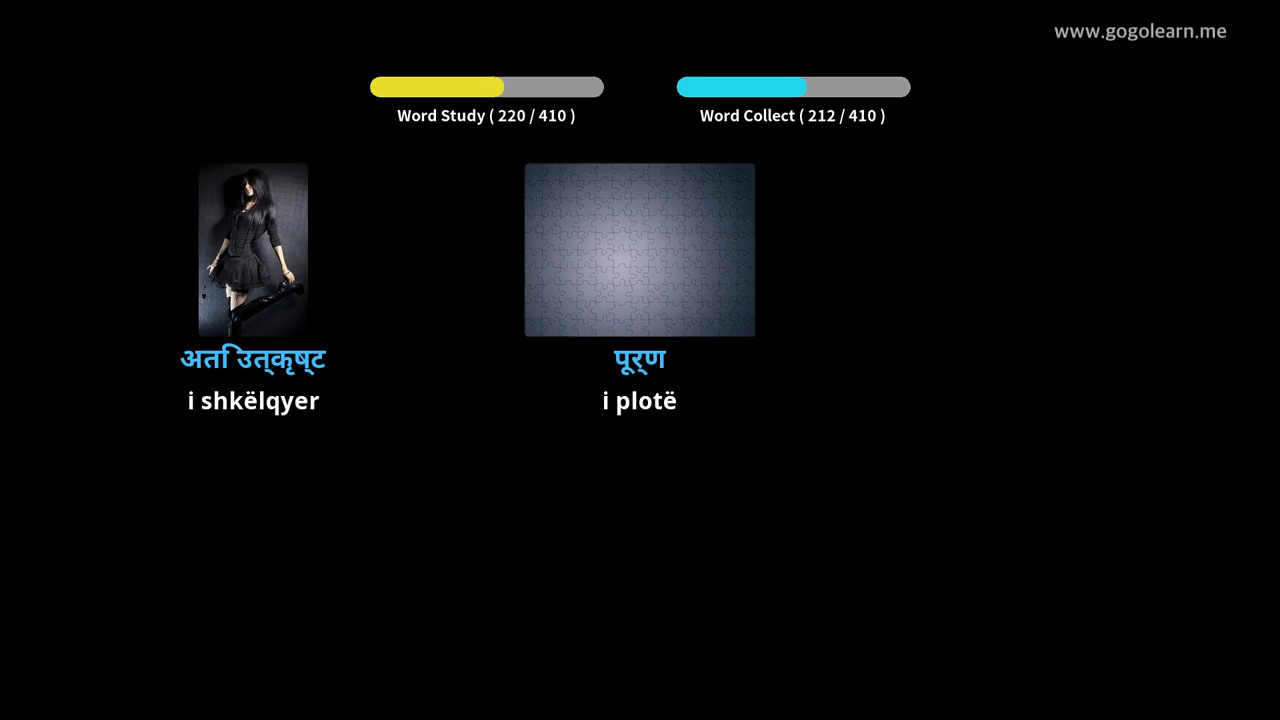 www.gogolearn.me
Word Study ( 220 / 410 )
Word Collect ( 212 / 410 )
अति उत्कृष्ट
पूर्ण
i shkëlqyer
i plotë